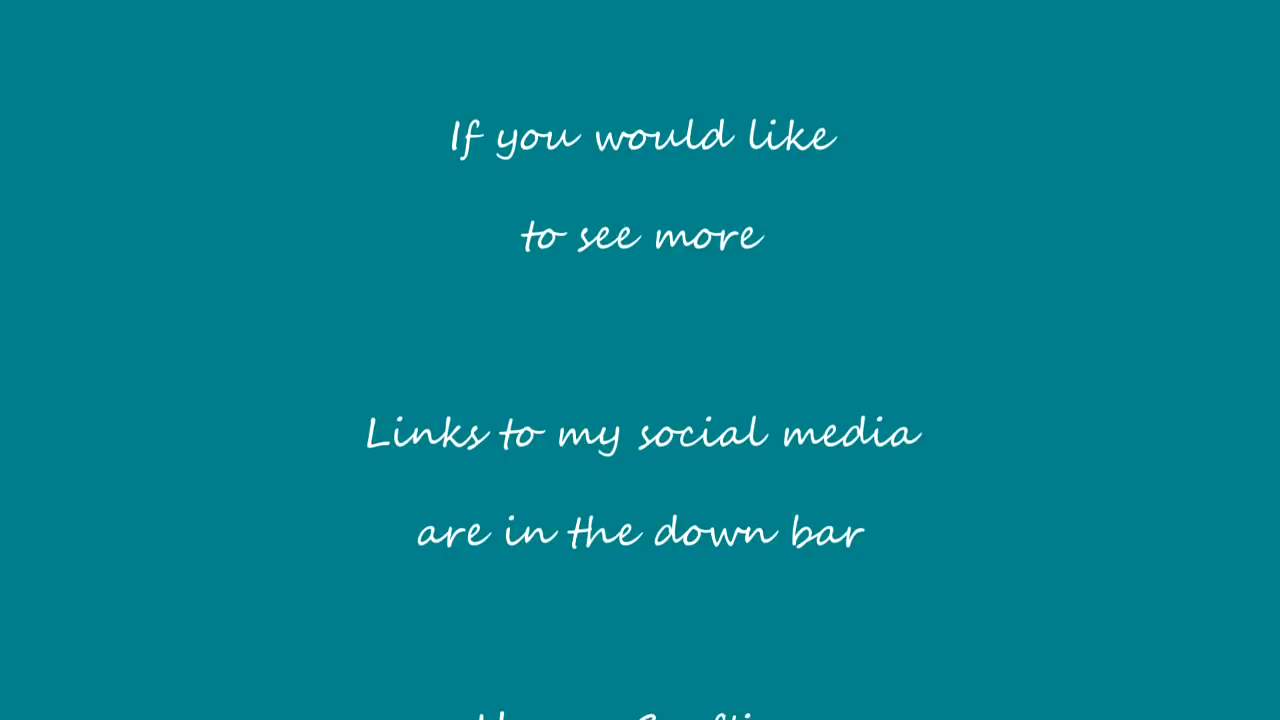 If you would like
to see more
Links to my social media
are in the down bar